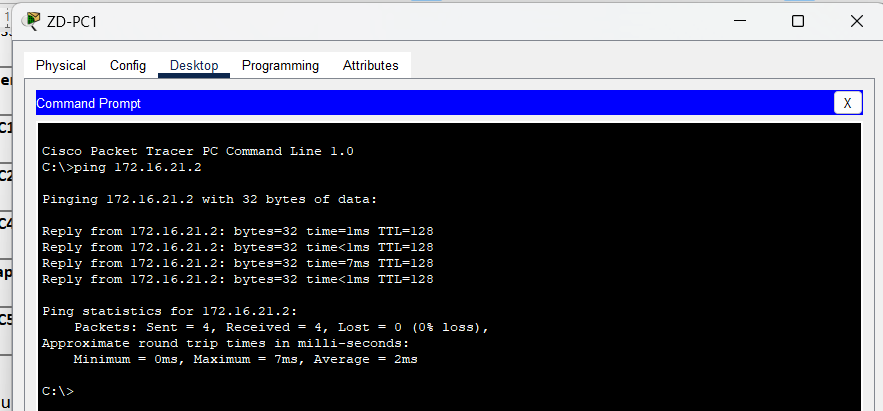 ZD-PC1
Physical Config Desktop Programming Attributes
Command Prompt X
Cisco Packet Tracer PC Command Line 1.0
C:\>ping 172.16.21.2
Pinging 172.16.21.2 with 32 bytes of data:
Reply from 172.16.21.2: bytes=32 time=1ms TTL=128
Reply from 172.16.21.2: bytes=32 time<1ms TTL=128
Reply from 172.16.21.2: bytes=32 time=7ms TTL=128
Reply from 172.16.21.2: bytes=32 time<1ms TTL=128
Ping statistics for 172.16.21.2:
Packets: Sent = 4, Received = 4, Lost = 0 (0% loss),
Approximate round trip times in milli-seconds:
Minimum = 0ms, Maximum = 7ms, Average = 2ms
C:\>